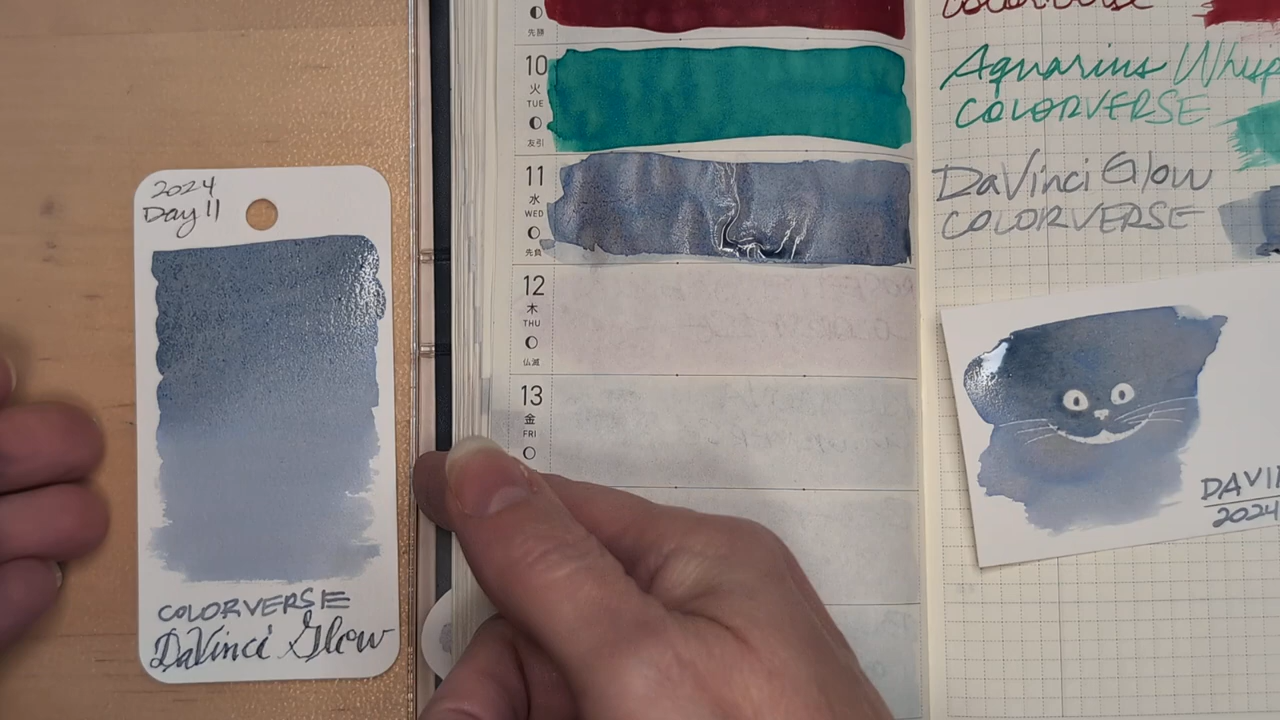 2024
Day 11
COLORVERSE
DaVinci Glow
先勝
10
火
TUE
友引
11
水
WED
先負
12
木
THU
仏滅
13
金
FRI
Aquarius
COLORVERSE
DaVinci Glow
COLORVERSE
2024